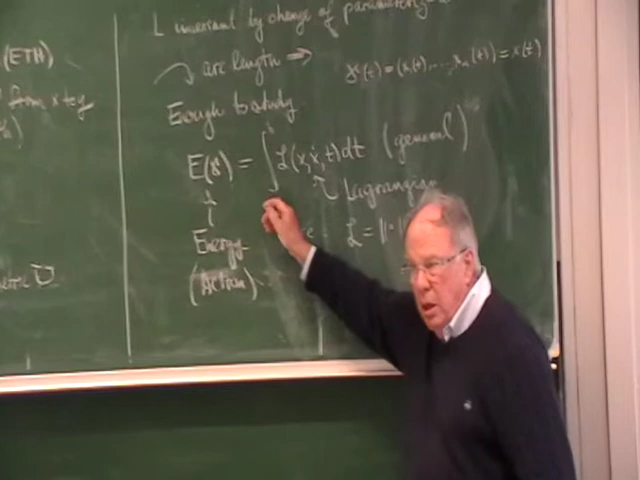 (ETH)
from x to y
L invariant by change of
arc length →
γ(t) = (x₁(t), ..., xₙ(t)) = x(t)
Enough to study
E(γ) = ∫ ℒ(x, ẋ, t) dt (general)
Lagrangian
Energy
(Action)
ℒ =